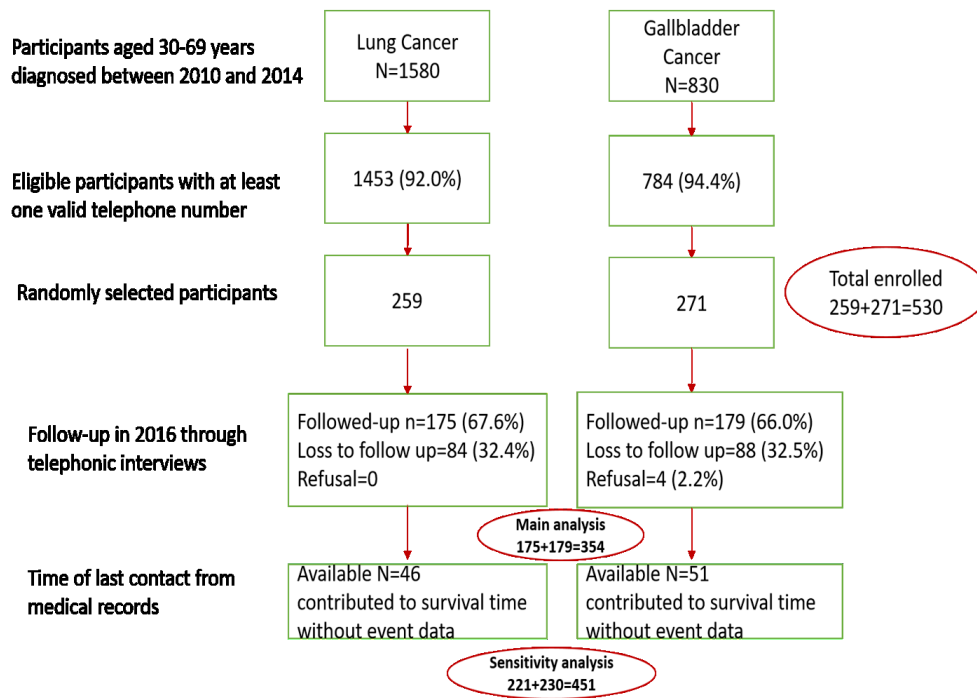 Participants aged 30-69 years
diagnosed between 2010 and 2014
Lung Cancer
N=1580
Gallbladder
Cancer
N=830
Eligible participants with at least
one valid telephone number
1453 (92.0%)
784 (94.4%)
Randomly selected participants
259
271
Total enrolled
259+271=530
Follow-up in 2016 through
telephonic interviews
Followed-up n=175 (67.6%)
Loss to follow up=84 (32.4%)
Refusal=0
Followed-up n=179 (66.0%)
Loss to follow up=88 (32.5%)
Refusal=4 (2.2%)
Main analysis
175+179=354
Time of last contact from
medical records
Available N=46
contributed to survival time
without event data
Available N=51
contributed to survival time
without event data
Sensitivity analysis
221+230=451